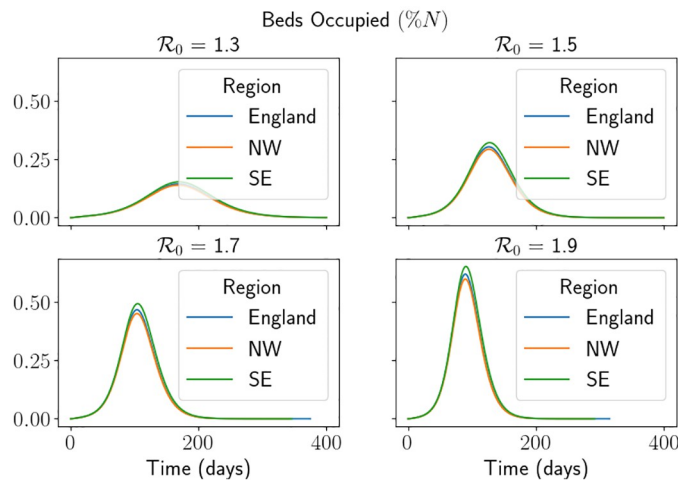 Beds Occupied (%N)
R₀ = 1.3
R₀ = 1.5
0.50
0.25
0.00
Region
England
NW
SE
Region
England
NW
SE
R₀ = 1.7
R₀ = 1.9
0.50
0.25
0.00
Region
England
NW
SE
Region
England
NW
SE
0 200 400
0 200 400
Time (days)
Time (days)